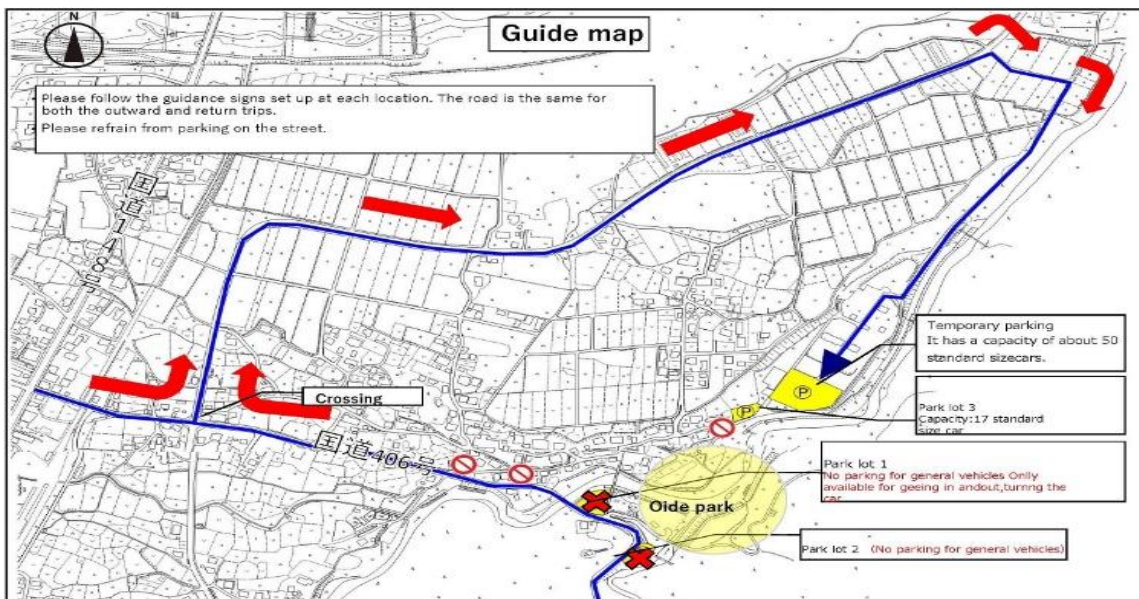 N
Guide map
Please follow the guidance signs set up at each location. The road is the same for
both the outward and return trips.
Please refrain from parking on the street.
国道148号
Temporary parking
It has a capacity of about 50
standard sizecars.
Crossing
P
Park lot 3
Capacity:17 standard
size car
P
国道406号
Park lot 1
No parkng for general vehicles Onlly
available for geeing in andout,turnng the
car
Oide park
Park lot 2 (No parking for general vehicles)